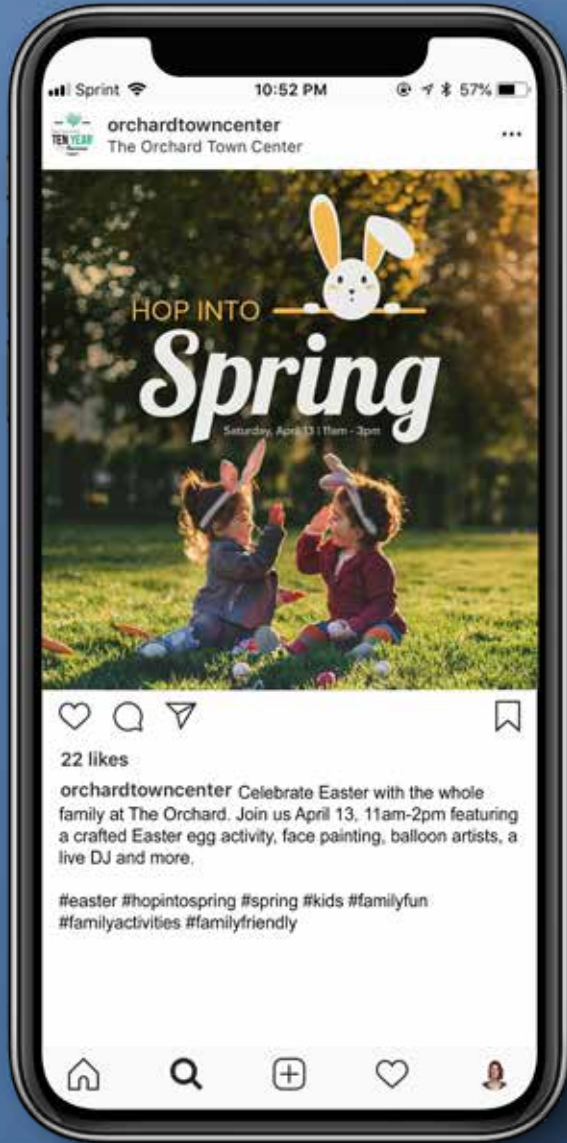 Sprint 10:52 PM 57%
TEN YEAR
orchardtowncenter
The Orchard Town Center
HOP INTO
Spring
Saturday, April 13 | 11am - 3pm
22 likes
orchardtowncenter Celebrate Easter with the whole
family at The Orchard. Join us April 13, 11am-2pm featuring
a crafted Easter egg activity, face painting, balloon artists, a
live DJ and more.
#easter #hopintospring #spring #kids #familyfun
#familyactivities #familyfriendly